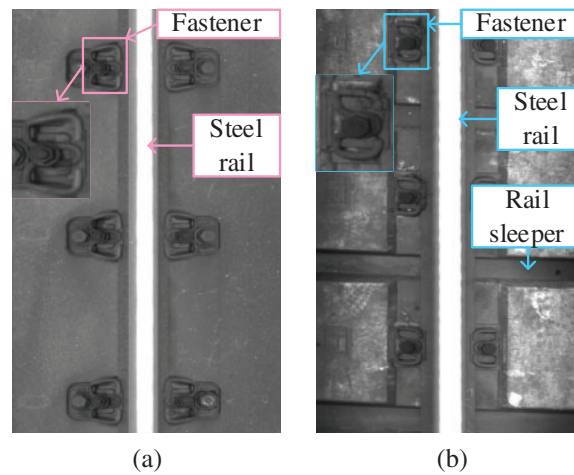 Fastener
Steel
rail
(a)
Fastener
Steel
rail
Rail
sleeper
(b)